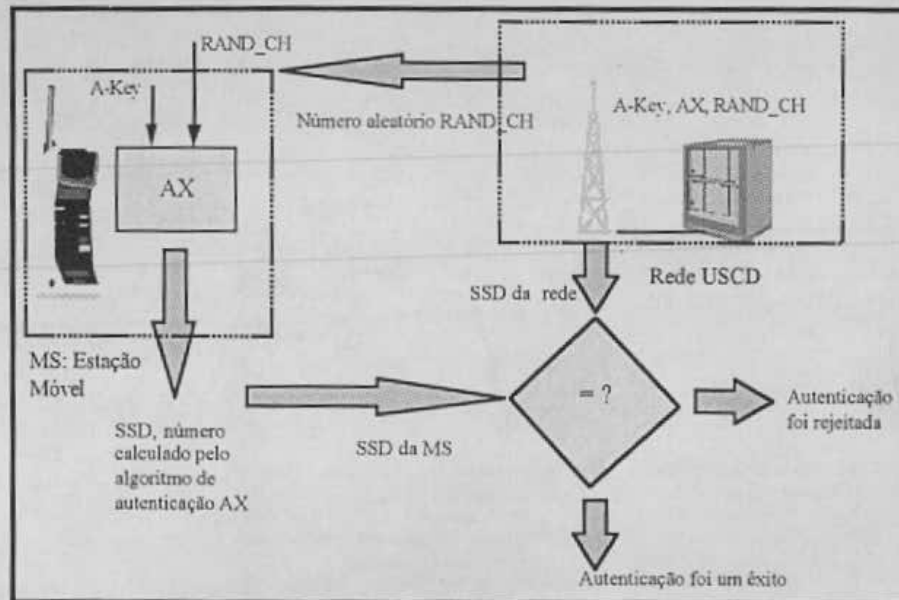 RAND_CH
A-Key
AX
Número aleatório RAND_CH
A-Key, AX, RAND_CH
Rede USCD
SSD da rede
MS: Estação
Móvel
SSD, número
calculado pelo
algoritmo de
autenticação AX
SSD da MS
= ?
Autenticação
foi rejeitada
Autenticação foi um êxito